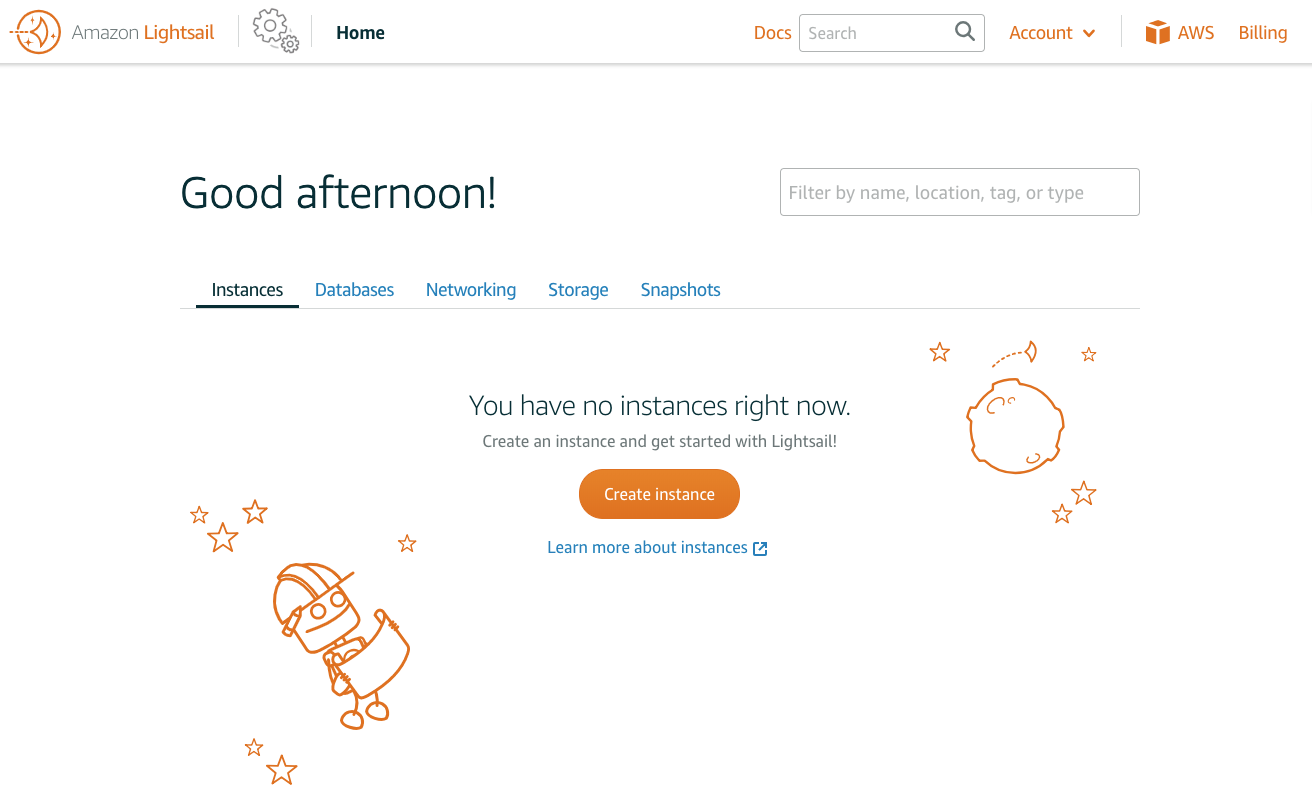 Amazon Lightsail Home Docs Search Account AWS Billing
Good afternoon! Filter by name, location, tag, or type
Instances Databases Networking Storage Snapshots
You have no instances right now.
Create an instance and get started with Lightsail!
Create instance
Learn more about instances